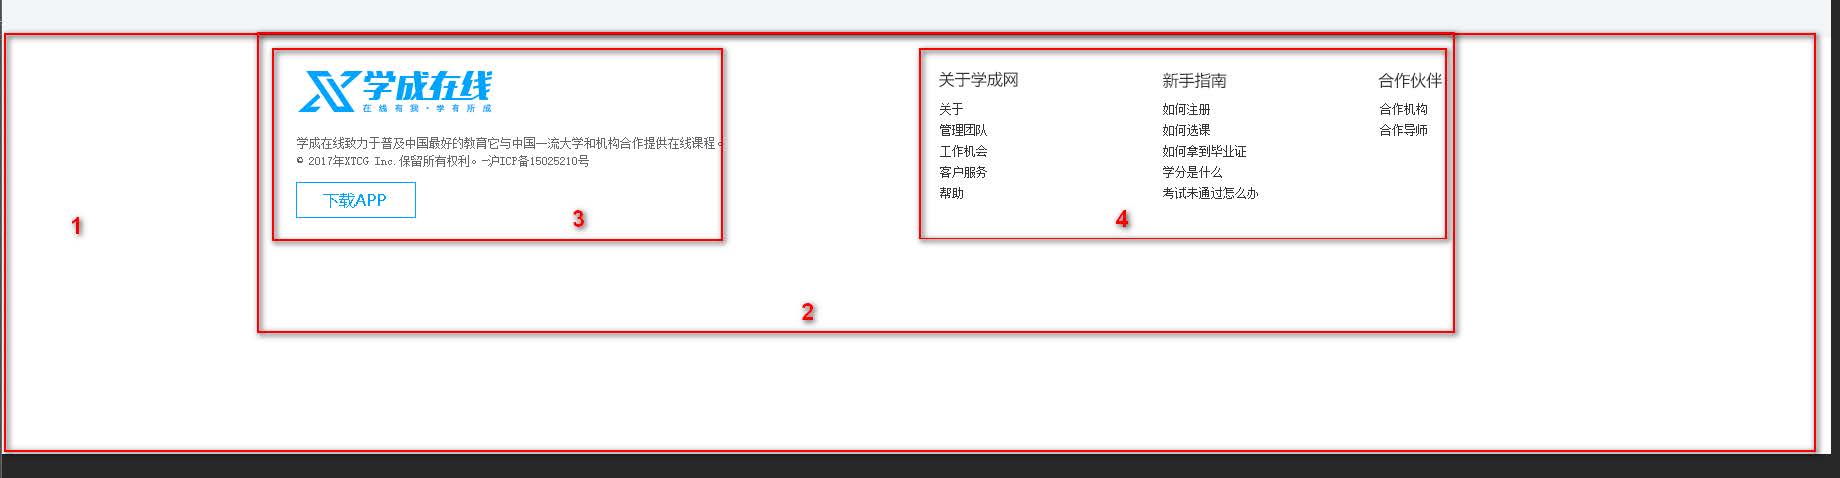 学成在线
在线有我·学有所成
学成在线致力于普及中国最好的教育它与中国一流大学和机构合作提供在线课程。
© 2017年XTCG Inc.保留所有权利。-沪ICP备15025210号
下载APP
1
3
2
关于学成网
关于
管理团队
工作机会
客户服务
帮助
新手指南
如何注册
如何选课
如何拿到毕业证
学分是什么
考试未通过怎么办
合作伙伴
合作机构
合作导师
4